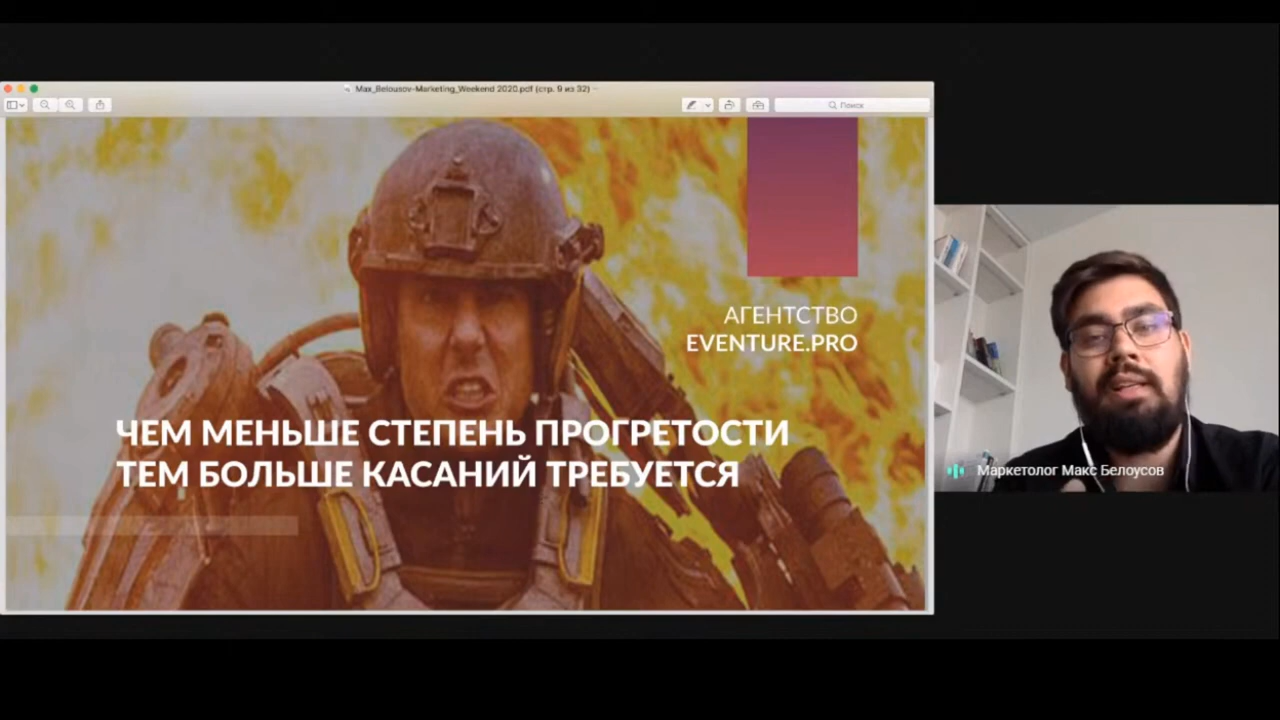 Max_Belousov-Marketing_Weekend 2020.pdf (стр. 9 из 32)
Поиск
АГЕНТСТВО
EVENTURE.PRO
ЧЕМ МЕНЬШЕ СТЕПЕНЬ ПРОГРЕТОСТИ
ТЕМ БОЛЬШЕ КАСАНИЙ ТРЕБУЕТСЯ
Маркетолог Макс Белоусов